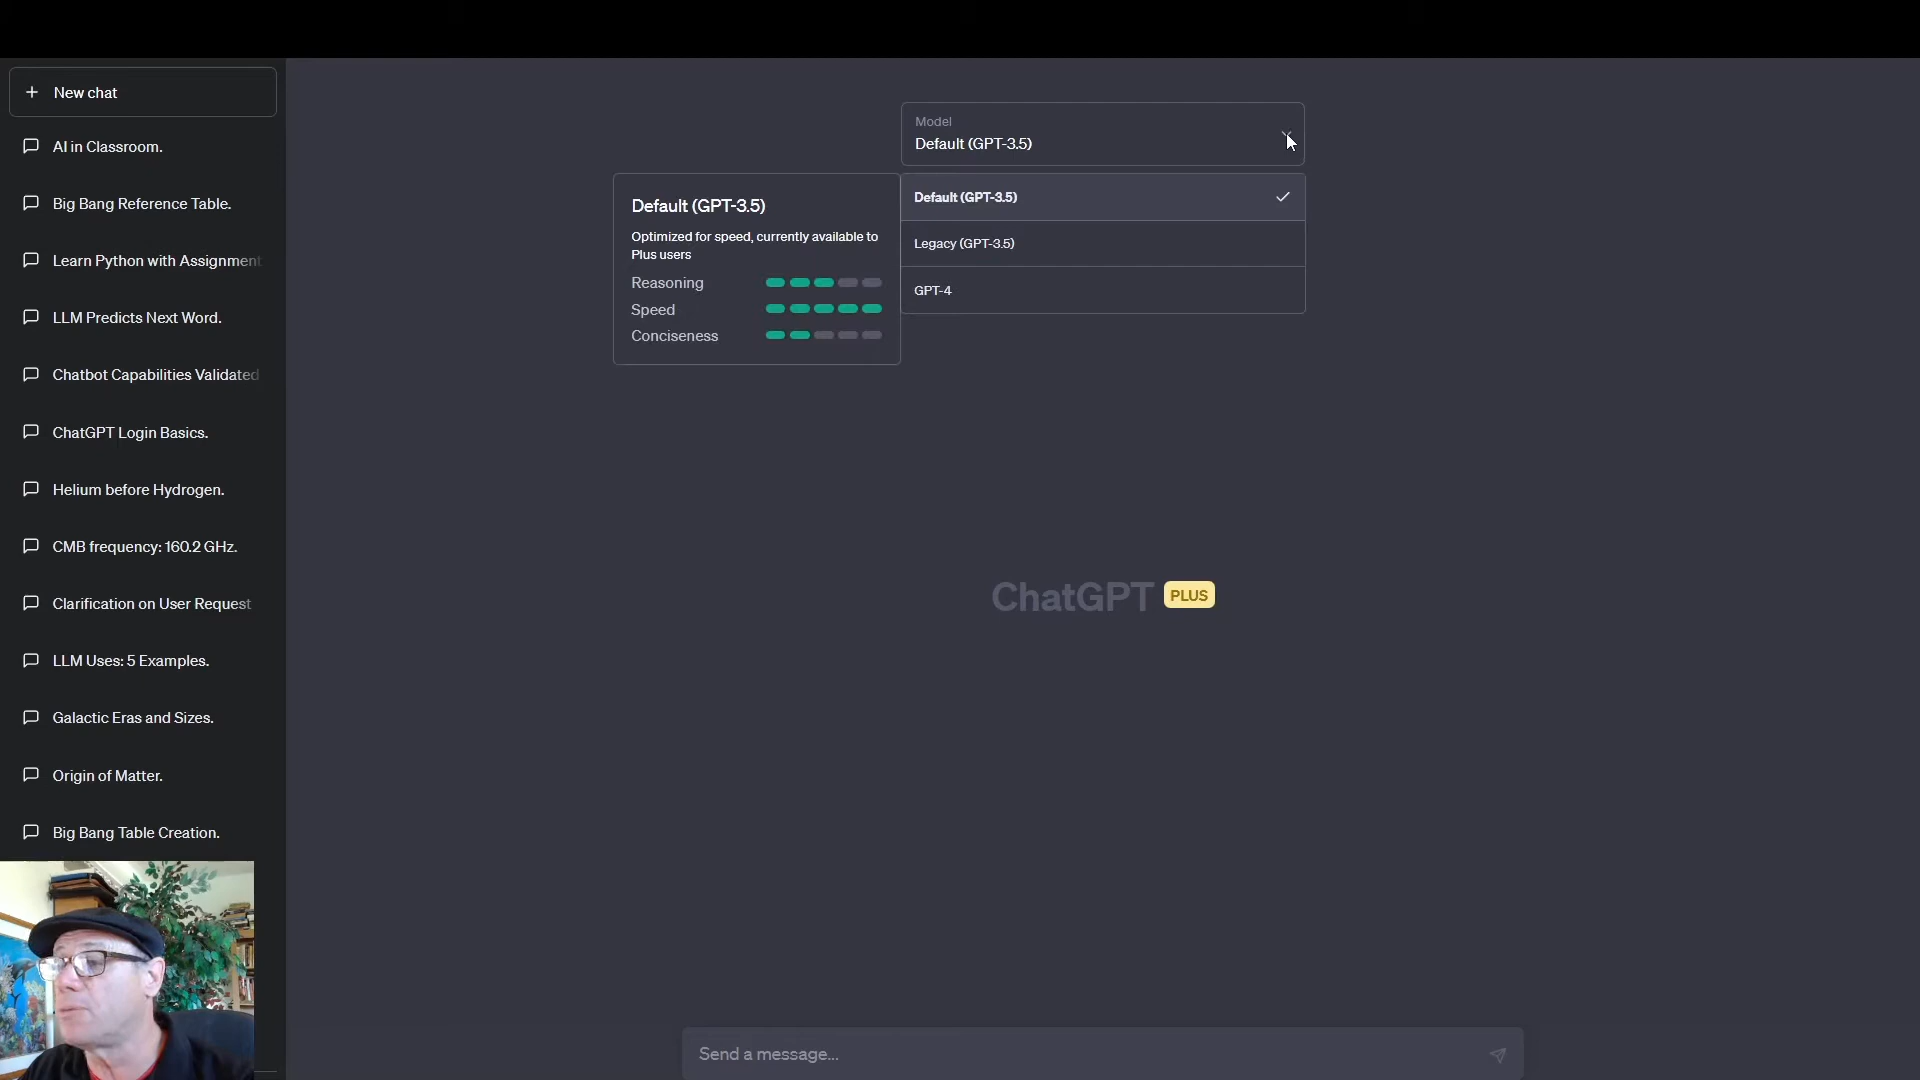 New chat
AI in Classroom.
Big Bang Reference Table.
Learn Python with Assignment
LLM Predicts Next Word.
Chatbot Capabilities Validated
ChatGPT Login Basics.
Helium before Hydrogen.
CMB frequency: 160.2 GHz.
Clarification on User Request
LLM Uses: 5 Examples.
Galactic Eras and Sizes.
Origin of Matter.
Big Bang Table Creation.
Model
Default (GPT-3.5)
Default (GPT-3.5)
Legacy (GPT-3.5)
GPT-4
Default (GPT-3.5)
Optimized for speed, currently available to
Plus users
Reasoning
Speed
Conciseness
ChatGPT PLUS
Send a message...